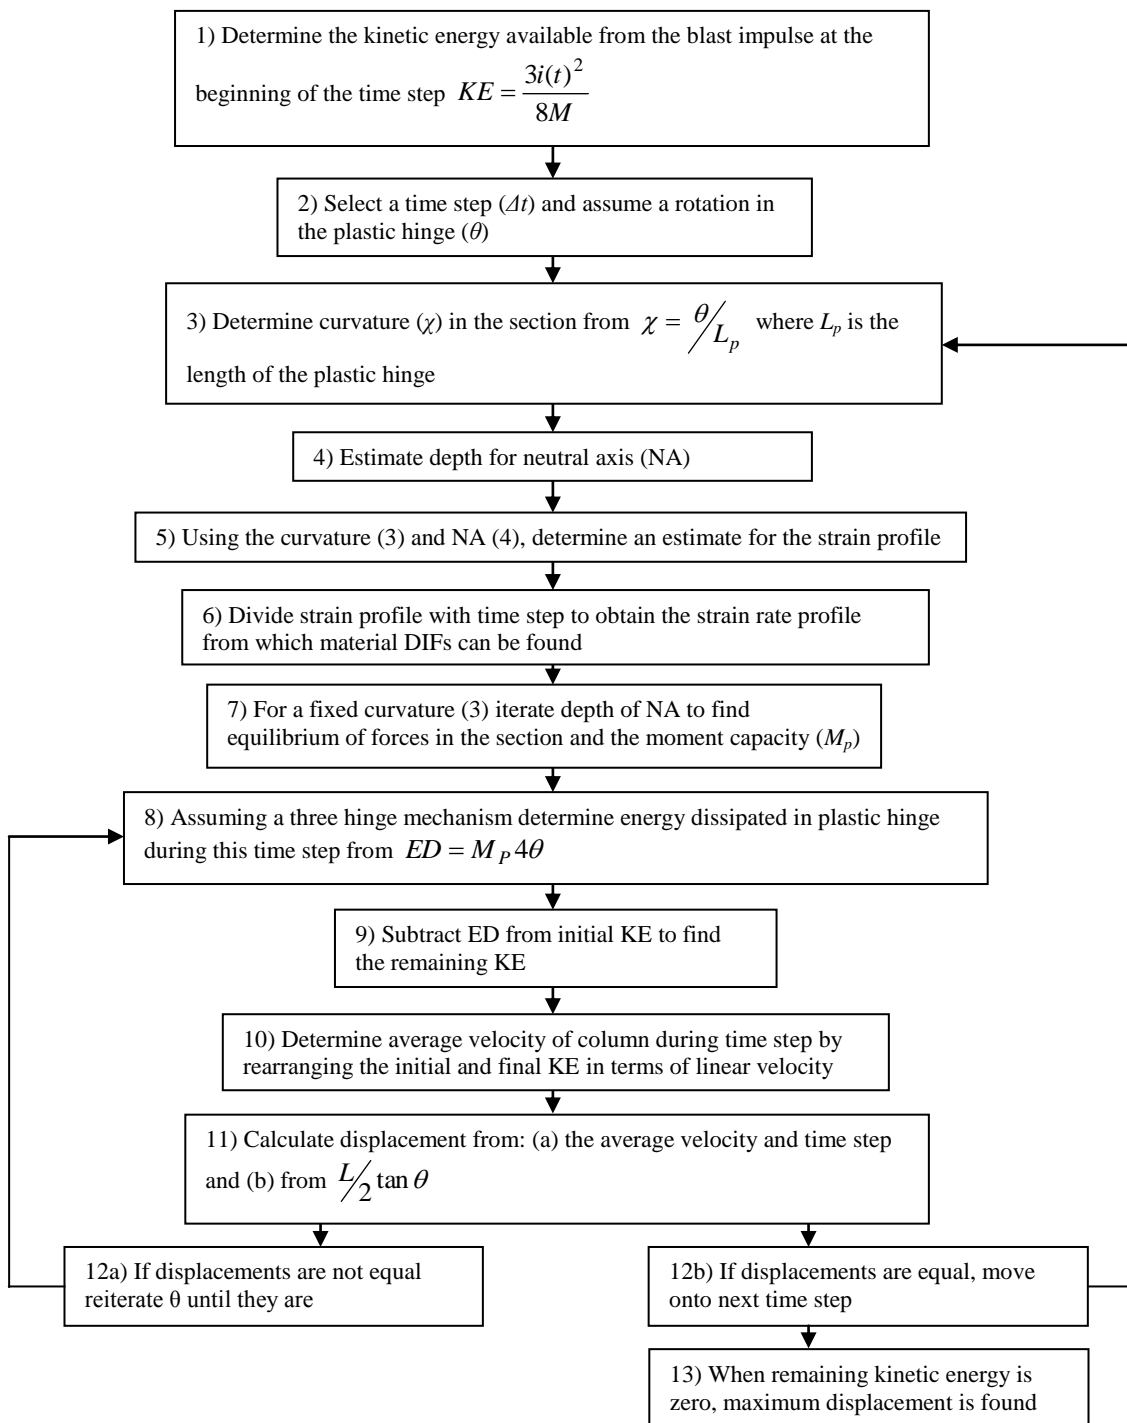 1) Determine the kinetic energy available from the blast impulse at the
beginning of the time step KE = 3i(t)² / 8M
2) Select a time step (Δt) and assume a rotation in
the plastic hinge (θ)
3) Determine curvature (χ) in the section from χ = θ/Lₚ where Lₚ is the
length of the plastic hinge
4) Estimate depth for neutral axis (NA)
5) Using the curvature (3) and NA (4), determine an estimate for the strain profile
6) Divide strain profile with time step to obtain the strain rate profile
from which material DIFs can be found
7) For a fixed curvature (3) iterate depth of NA to find
equilibrium of forces in the section and the moment capacity (Mₚ)
8) Assuming a three hinge mechanism determine energy dissipated in plastic hinge
during this time step from ED = M_P 4θ
9) Subtract ED from initial KE to find
the remaining KE
10) Determine average velocity of column during time step by
rearranging the initial and final KE in terms of linear velocity
11) Calculate displacement from: (a) the average velocity and time step
and (b) from L/2 tan θ
12a) If displacements are not equal
reiterate θ until they are
12b) If displacements are equal, move
onto next time step
13) When remaining kinetic energy is
zero, maximum displacement is found